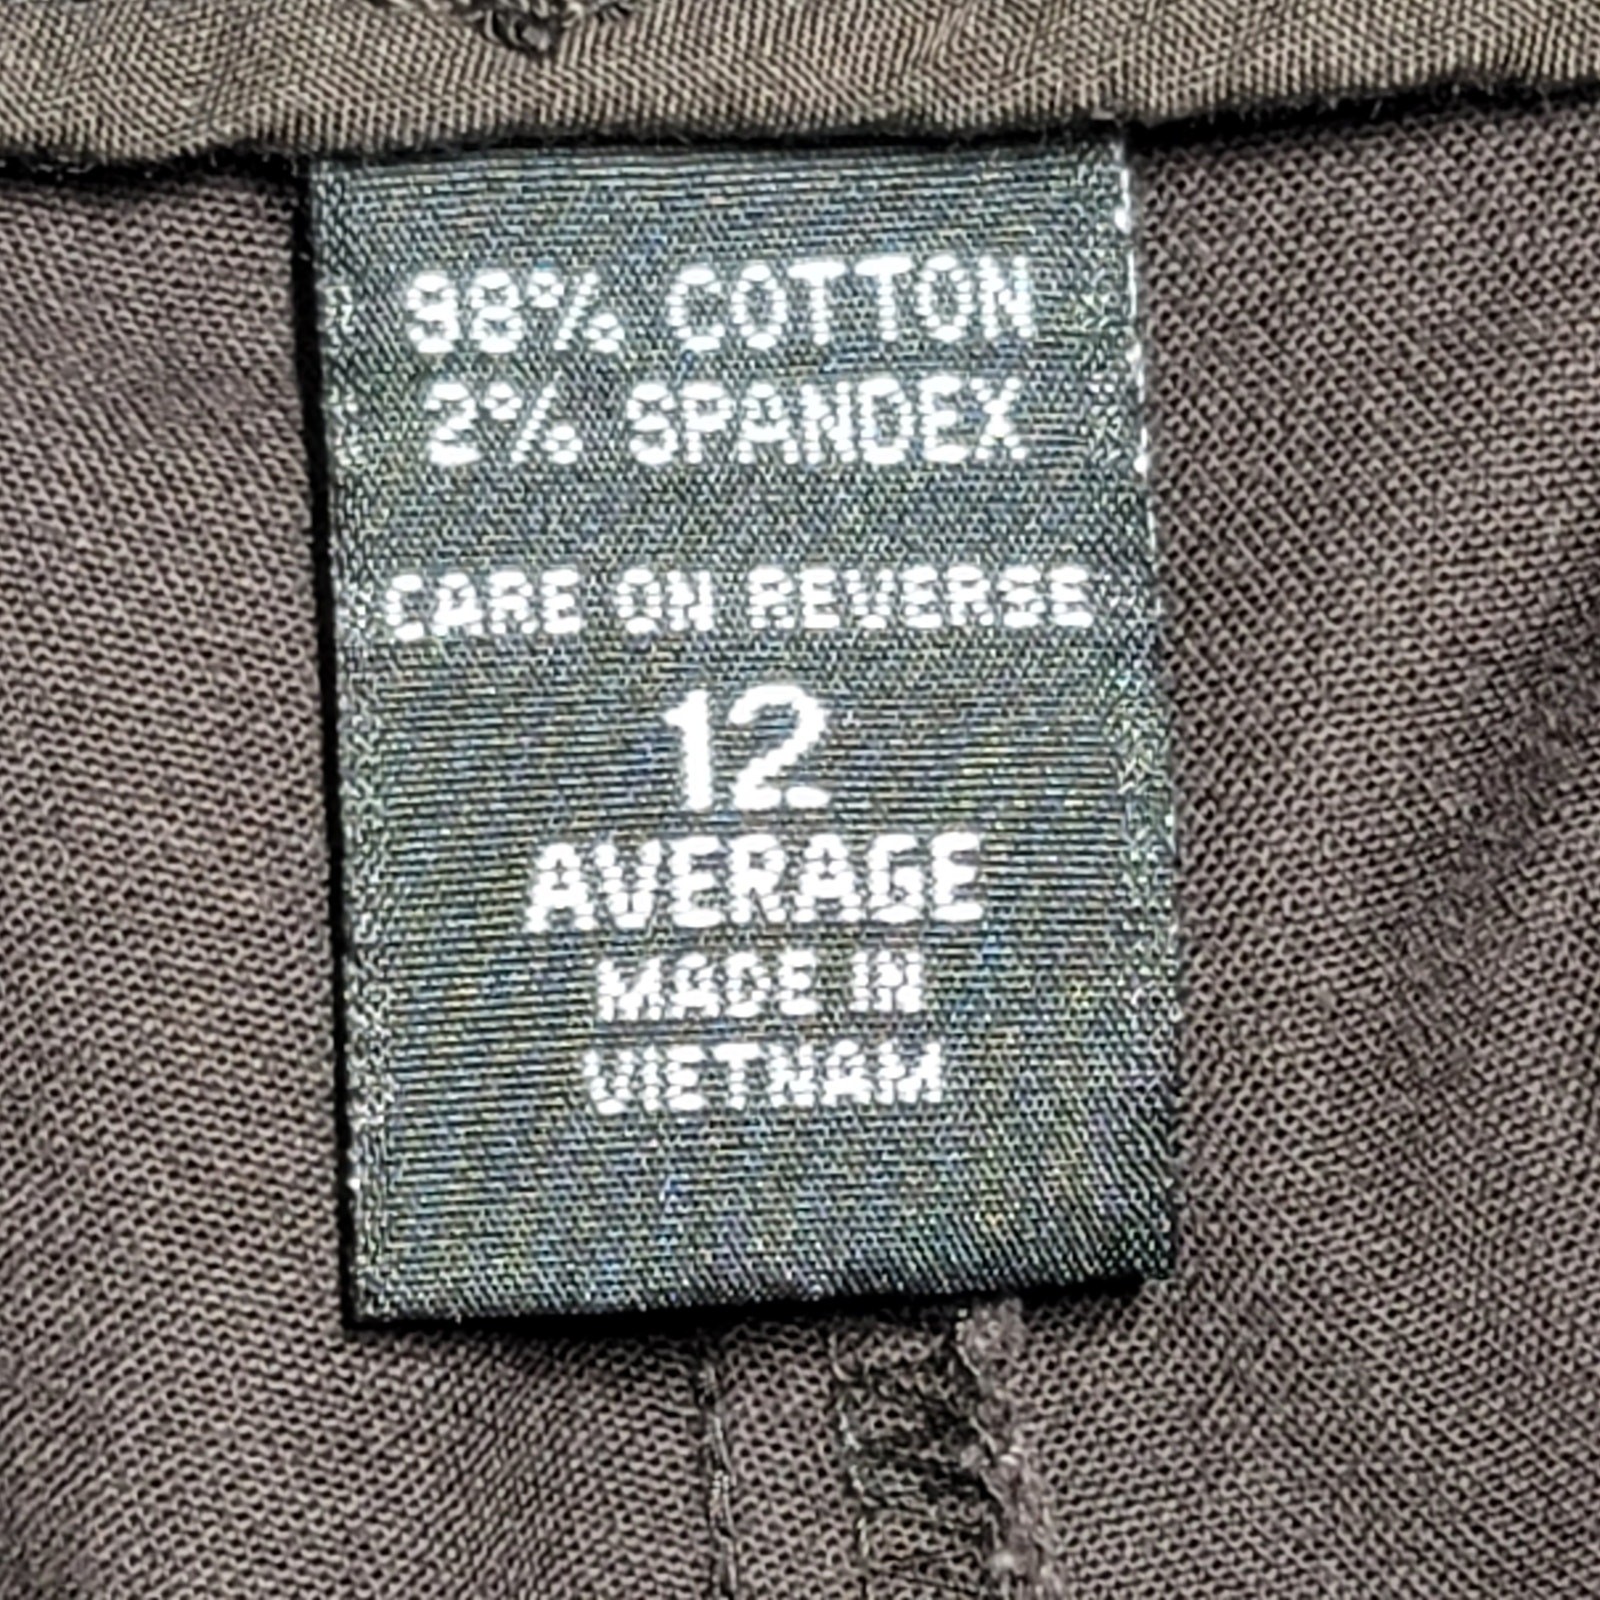 98% COTTON
2% SPANDEX
CARE ON REVERSE
12
AVERAGE
MADE IN
VIETNAM